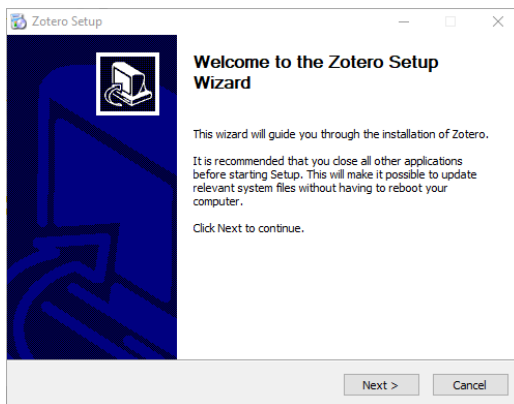 Zotero Setup
Welcome to the Zotero Setup
Wizard
This wizard will guide you through the installation of Zotero.
It is recommended that you close all other applications
before starting Setup. This will make it possible to update
relevant system files without having to reboot your
computer.
Click Next to continue.
Next >
Cancel